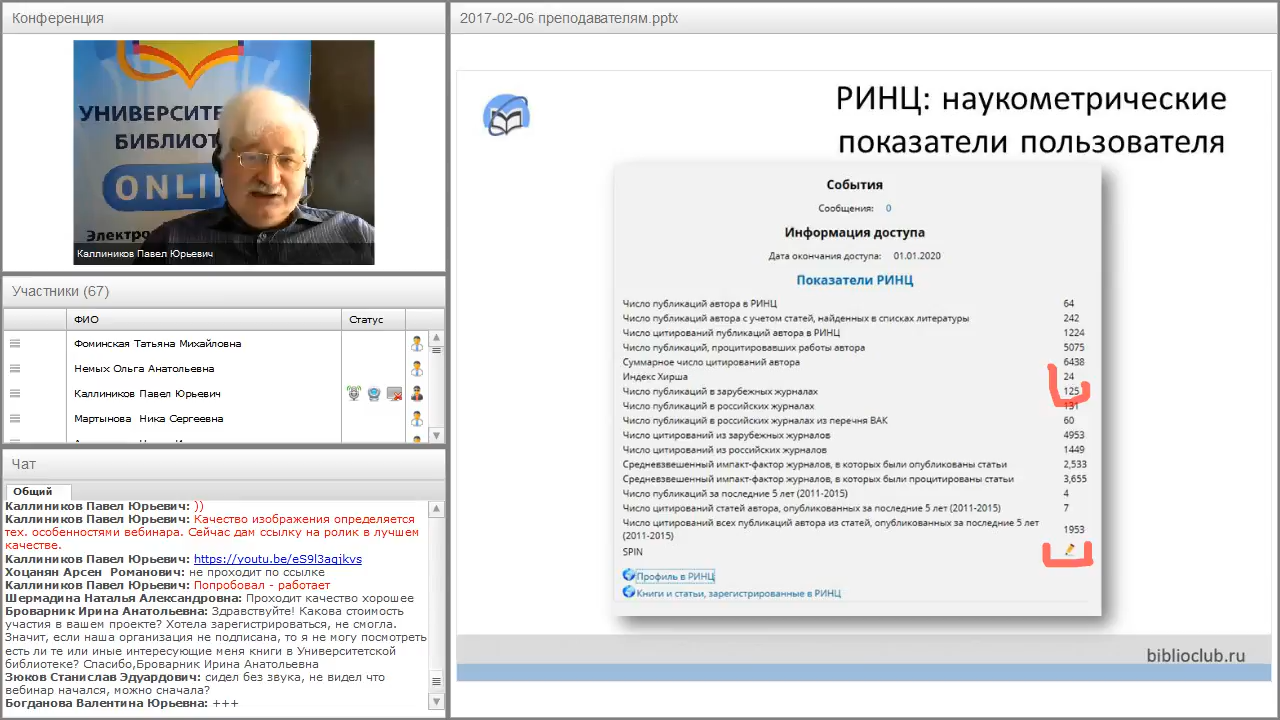 Конференция
УНИВЕРСИТЕ
БИБЛИОТ
ONLI
Электро
Каллиников Павел Юрьевич
Участники (67)
ФИО Статус
Фоминская Татьяна Михайловна
Немых Ольга Анатольевна
Каллиников Павел Юрьевич
Мартынова Ника Сергеевна
Чат
Общий
Каллиников Павел Юрьевич: ))
Каллиников Павел Юрьевич: Качество изображения определяется
тех. особенностями вебинара. Сейчас дам ссылку на ролик в лучшем
качестве.
Каллиников Павел Юрьевич: https://youtu.be/eS9l3aqjkvs
Хоцянян Арсен Романович: не проходит по ссылке
Каллиников Павел Юрьевич: Попробовал - работает
Шермадина Наталья Александровна: Проходит качество хорошее
Броварник Ирина Анатольевна: Здравствуйте! Какова стоимость
участия в вашем проекте? Хотела зарегистрироваться, не смогла.
Значит, если наша организация не подписана, то я не могу посмотреть
есть ли те или иные интересующие меня книги в Университетской
библиотеке? Спасибо,Броварник Ирина Анатольевна
Зюков Станислав Эдуардович: сидел без звука, не видел что
вебинар начался, можно сначала?
Богданова Валентина Юрьевна: +++
2017-02-06 преподавателям.pptx
РИНЦ: наукометрические
показатели пользователя
События
Сообщения: 0
Информация доступа
Дата окончания доступа: 01.01.2020
Показатели РИНЦ
Число публикаций автора в РИНЦ 64
Число публикаций автора с учетом статей, найденных в списках литературы 242
Число цитирований публикаций автора в РИНЦ 1224
Число публикаций, процитировавших работы автора 5075
Суммарное число цитирований автора 6438
Индекс Хирша 24
Число публикаций в зарубежных журналах 125
Число публикаций в российских журналах 131
Число публикаций в российских журналах из перечня ВАК 60
Число цитирований из зарубежных журналов 4953
Число цитирований из российских журналов 1449
Средневзвешенный импакт-фактор журналов, в которых были опубликованы статьи 2,533
Средневзвешенный импакт-фактор журналов, в которых были процитированы статьи 3,655
Число публикаций за последние 5 лет (2011-2015) 4
Число цитирований статей автора, опубликованных за последние 5 лет (2011-2015) 7
Число цитирований всех публикаций автора из статей, опубликованных за последние 5 лет
(2011-2015) 1953
SPIN
Профиль в РИНЦ
Книги и статьи, зарегистрированные в РИНЦ
biblioclub.ru